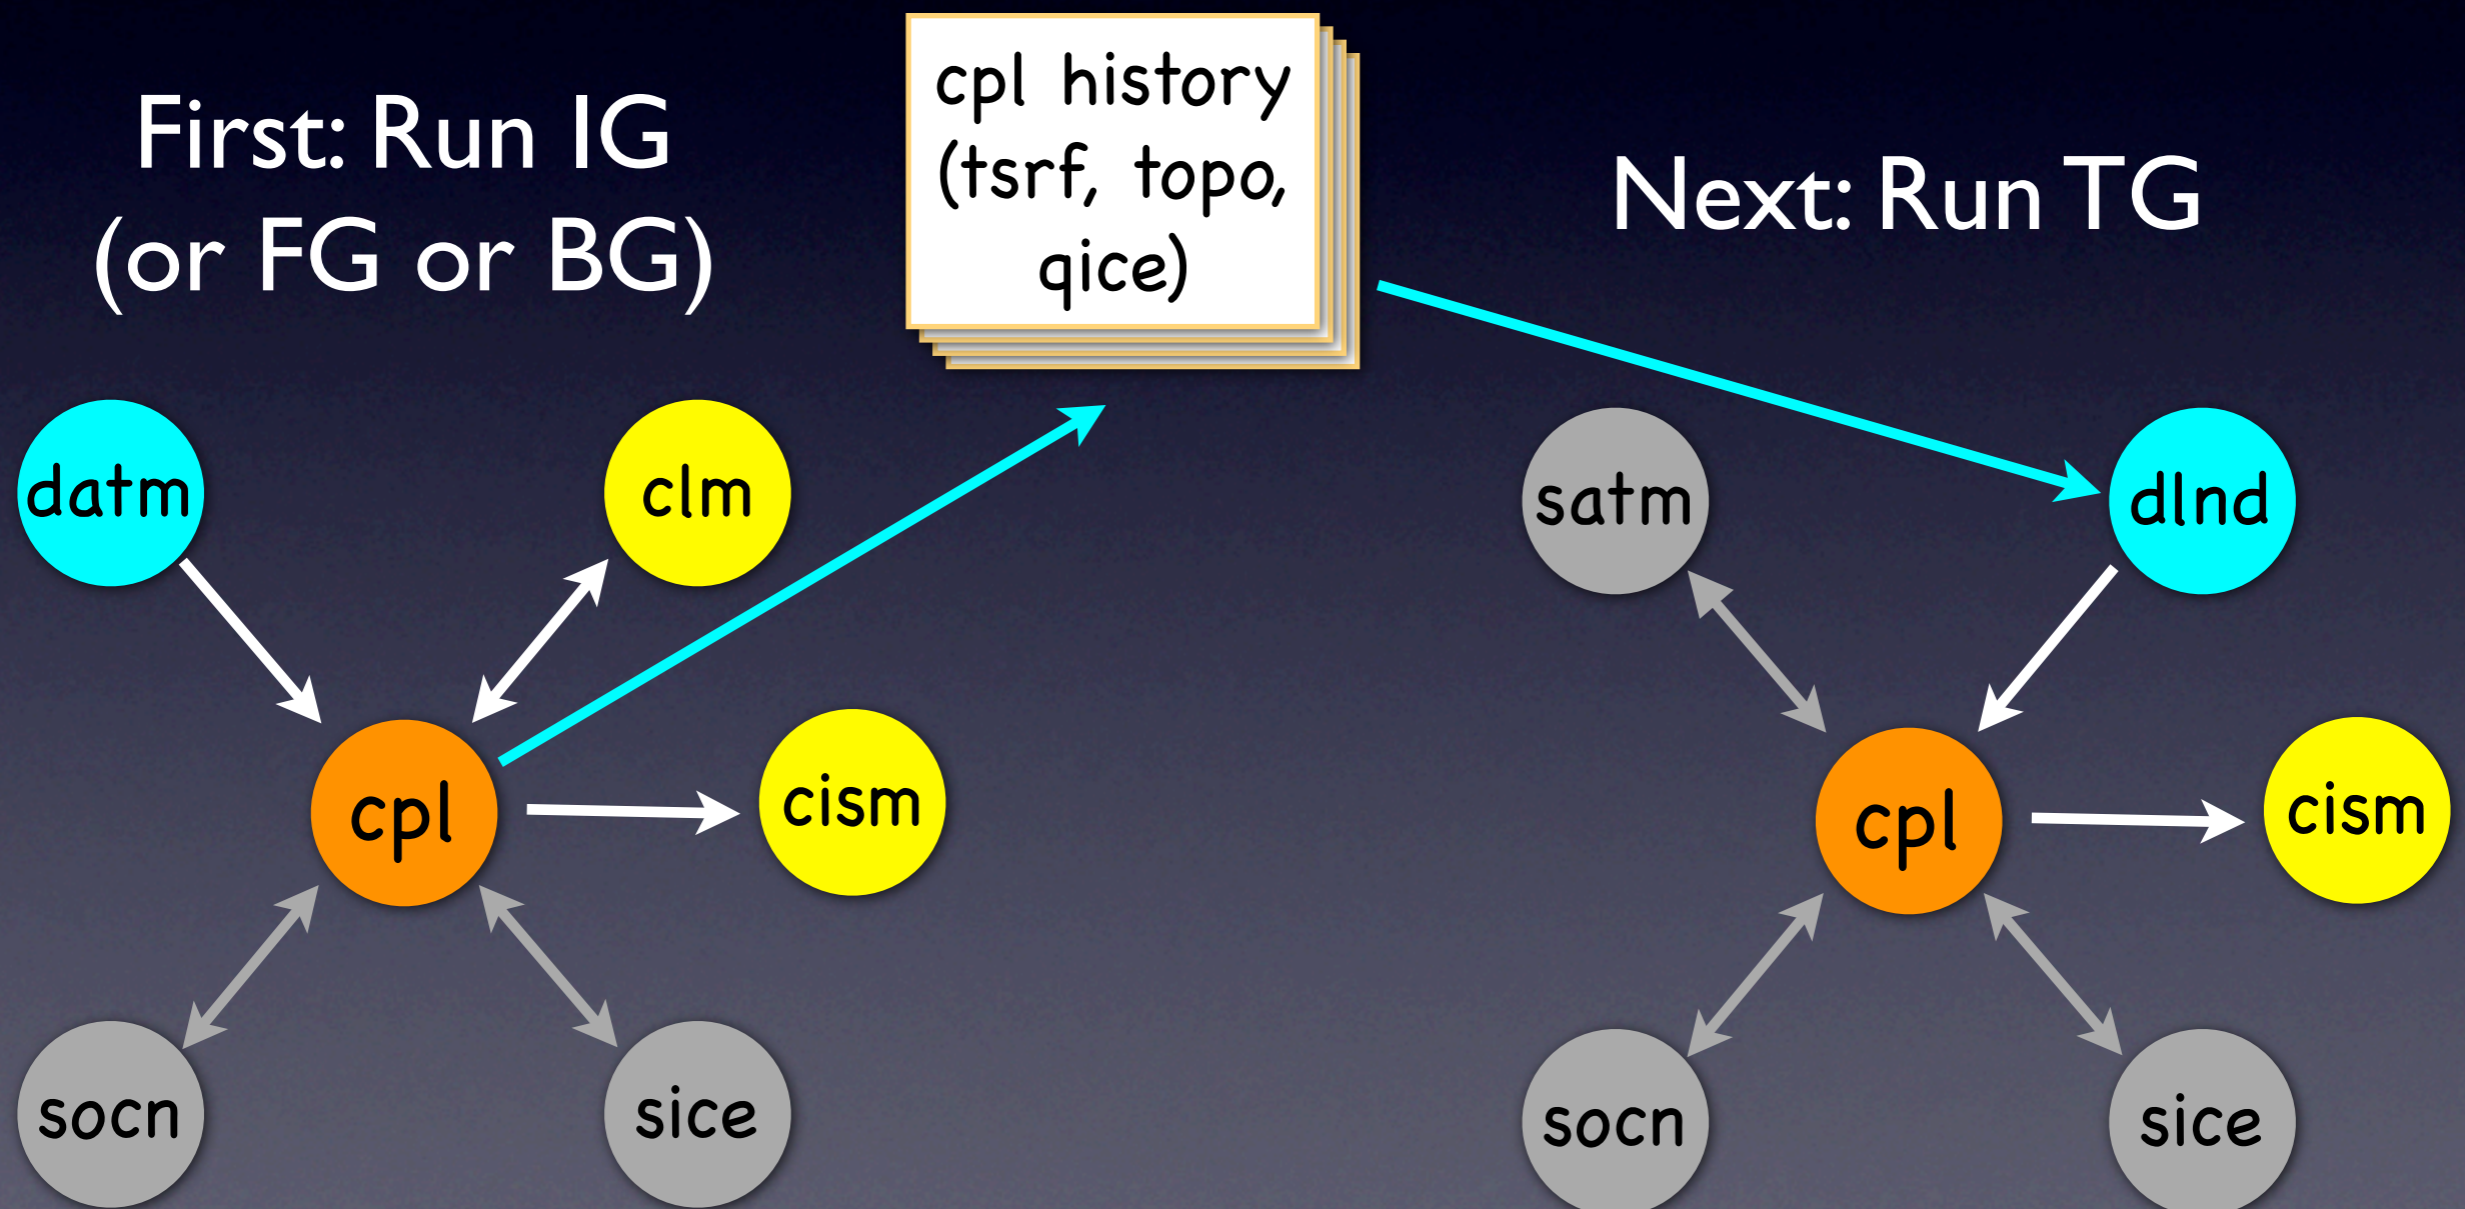 First: Run IG
(or FG or BG)
cpl history
(tsrf, topo,
qice)
Next: Run TG
datm
clm
cpl
cism
socn
sice
satm
dlnd
cpl
cism
socn
sice